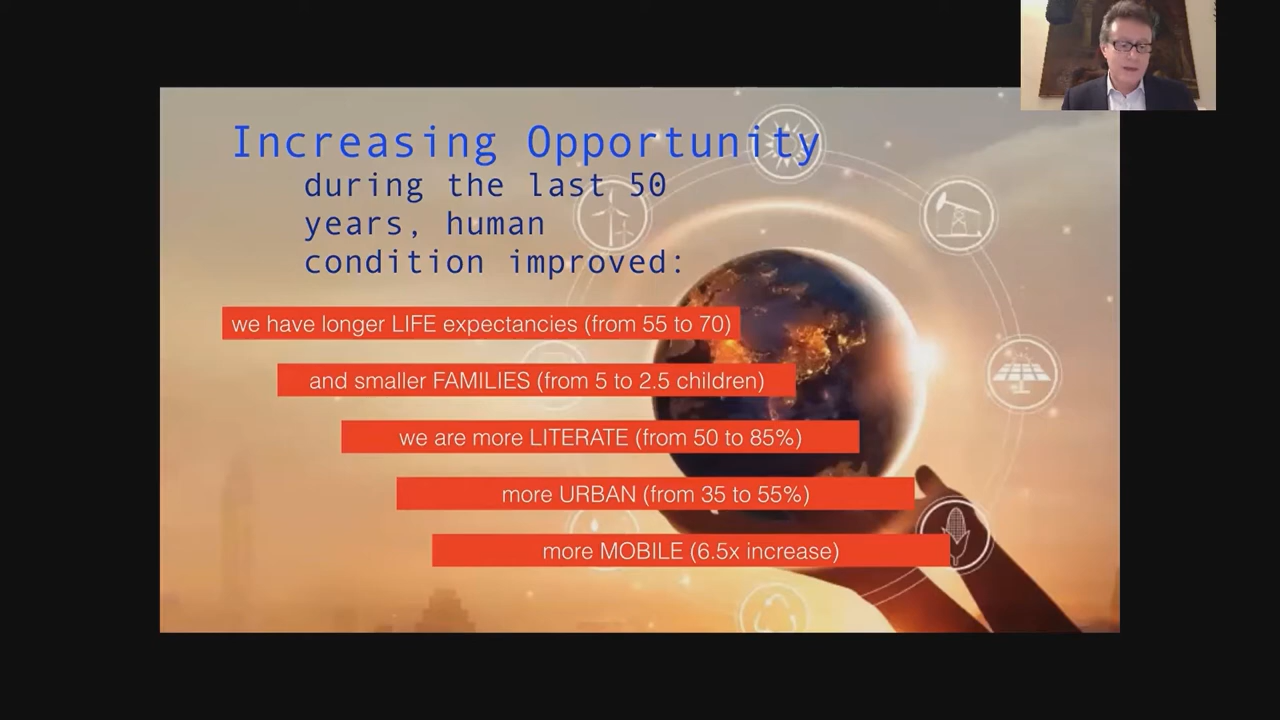 Increasing Opportunity
during the last 50
years, human
condition improved:
we have longer LIFE expectancies (from 55 to 70)
and smaller FAMILIES (from 5 to 2.5 children)
we are more LITERATE (from 50 to 85%)
more URBAN (from 35 to 55%)
more MOBILE (6.5x increase)